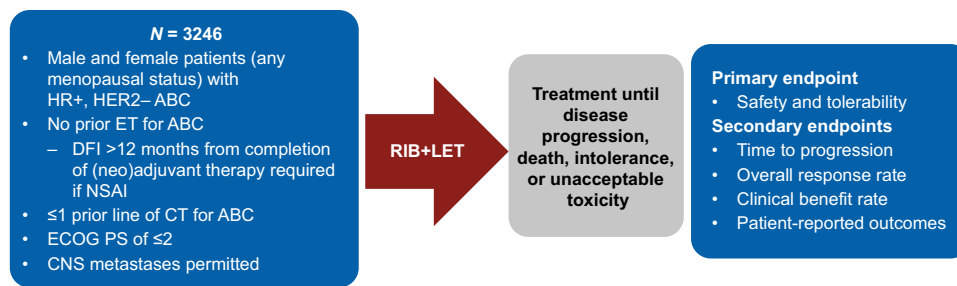 N = 3246
• Male and female patients (any
menopausal status) with
HR+, HER2– ABC
• No prior ET for ABC
– DFI >12 months from completion
of (neo)adjuvant therapy required
if NSAI
• ≤1 prior line of CT for ABC
• ECOG PS of ≤2
• CNS metastases permitted
RIB+LET
Treatment until
disease
progression,
death, intolerance,
or unacceptable
toxicity
Primary endpoint
• Safety and tolerability
Secondary endpoints
• Time to progression
• Overall response rate
• Clinical benefit rate
• Patient-reported outcomes